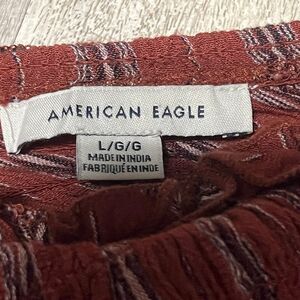 AMERICAN EAGLE
L/G/G
MADE IN INDIA
FABRIQUÉ EN INDE